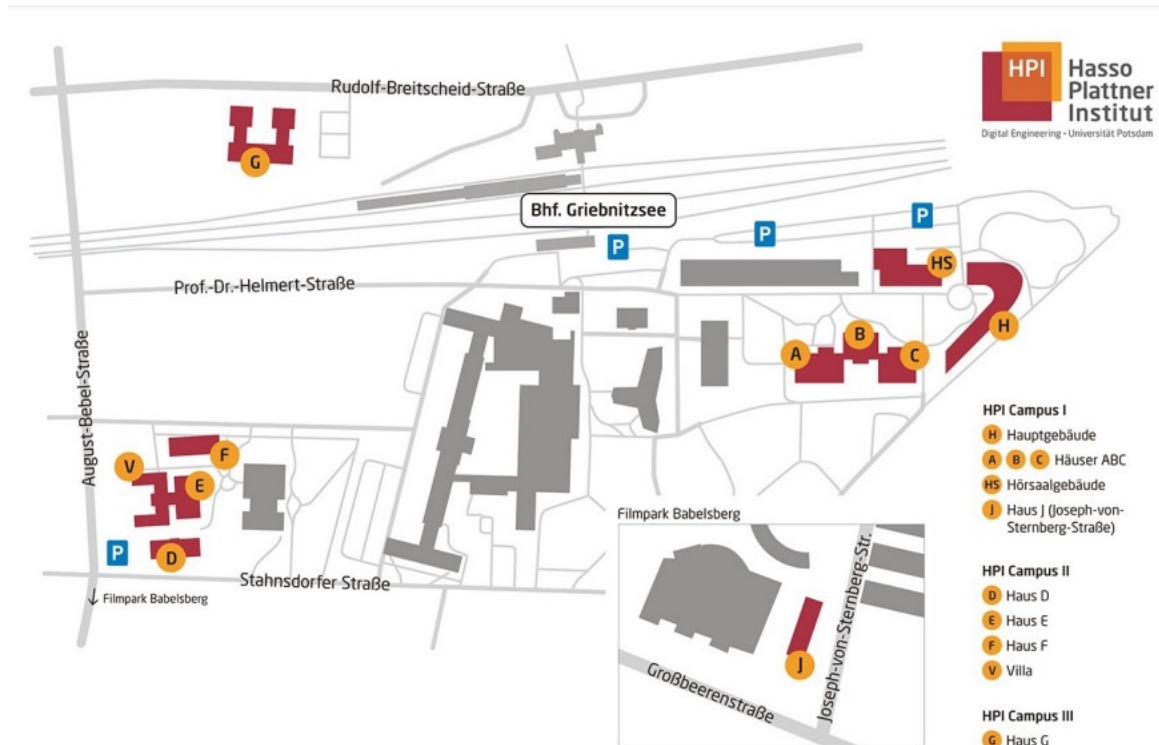 Rudolf-Breitscheid-Straße
HPI
Hasso
Plattner
Institut
Digital Engineering • Universität Potsdam
G
Bhf. Griebnitzsee
P
P
P
HS
Prof.-Dr.-Helmert-Straße
H
A
B
C
August-Bebel-Straße
V
F
E
P
D
Stahnsdorfer Straße
↓ Filmpark Babelsberg
Filmpark Babelsberg
J
Großbeerenstraße
Joseph-von-Sternberg-Str.
HPI Campus I
H Hauptgebäude
A B C Häuser ABC
HS Hörsaalgebäude
J Haus J (Joseph-von-
Sternberg-Straße)
HPI Campus II
D Haus D
E Haus E
F Haus F
V Villa
HPI Campus III
G Haus G